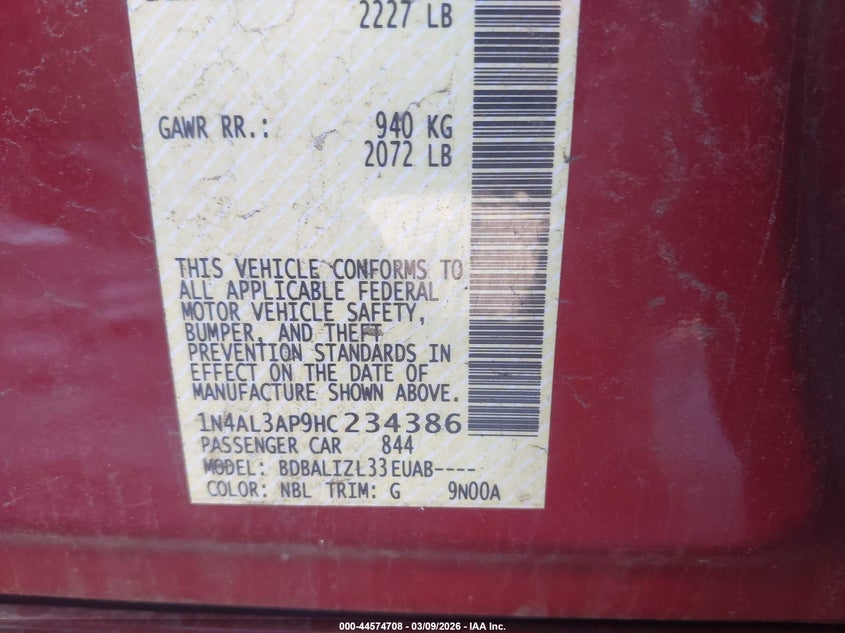 2227 LB
GAWR RR.: 940 KG
2072 LB
THIS VEHICLE CONFORMS TO
ALL APPLICABLE FEDERAL
MOTOR VEHICLE SAFETY,
BUMPER, AND THEFT
PREVENTION STANDARDS IN
EFFECT ON THE DATE OF
MANUFACTURE SHOWN ABOVE.
1N4AL3AP9HC234386
PASSENGER CAR 844
MODEL: BDBALIZL33EUAB----
COLOR: NBL TRIM: G 9N00A
000-44574708 - 03/09/2026 - IAA Inc.